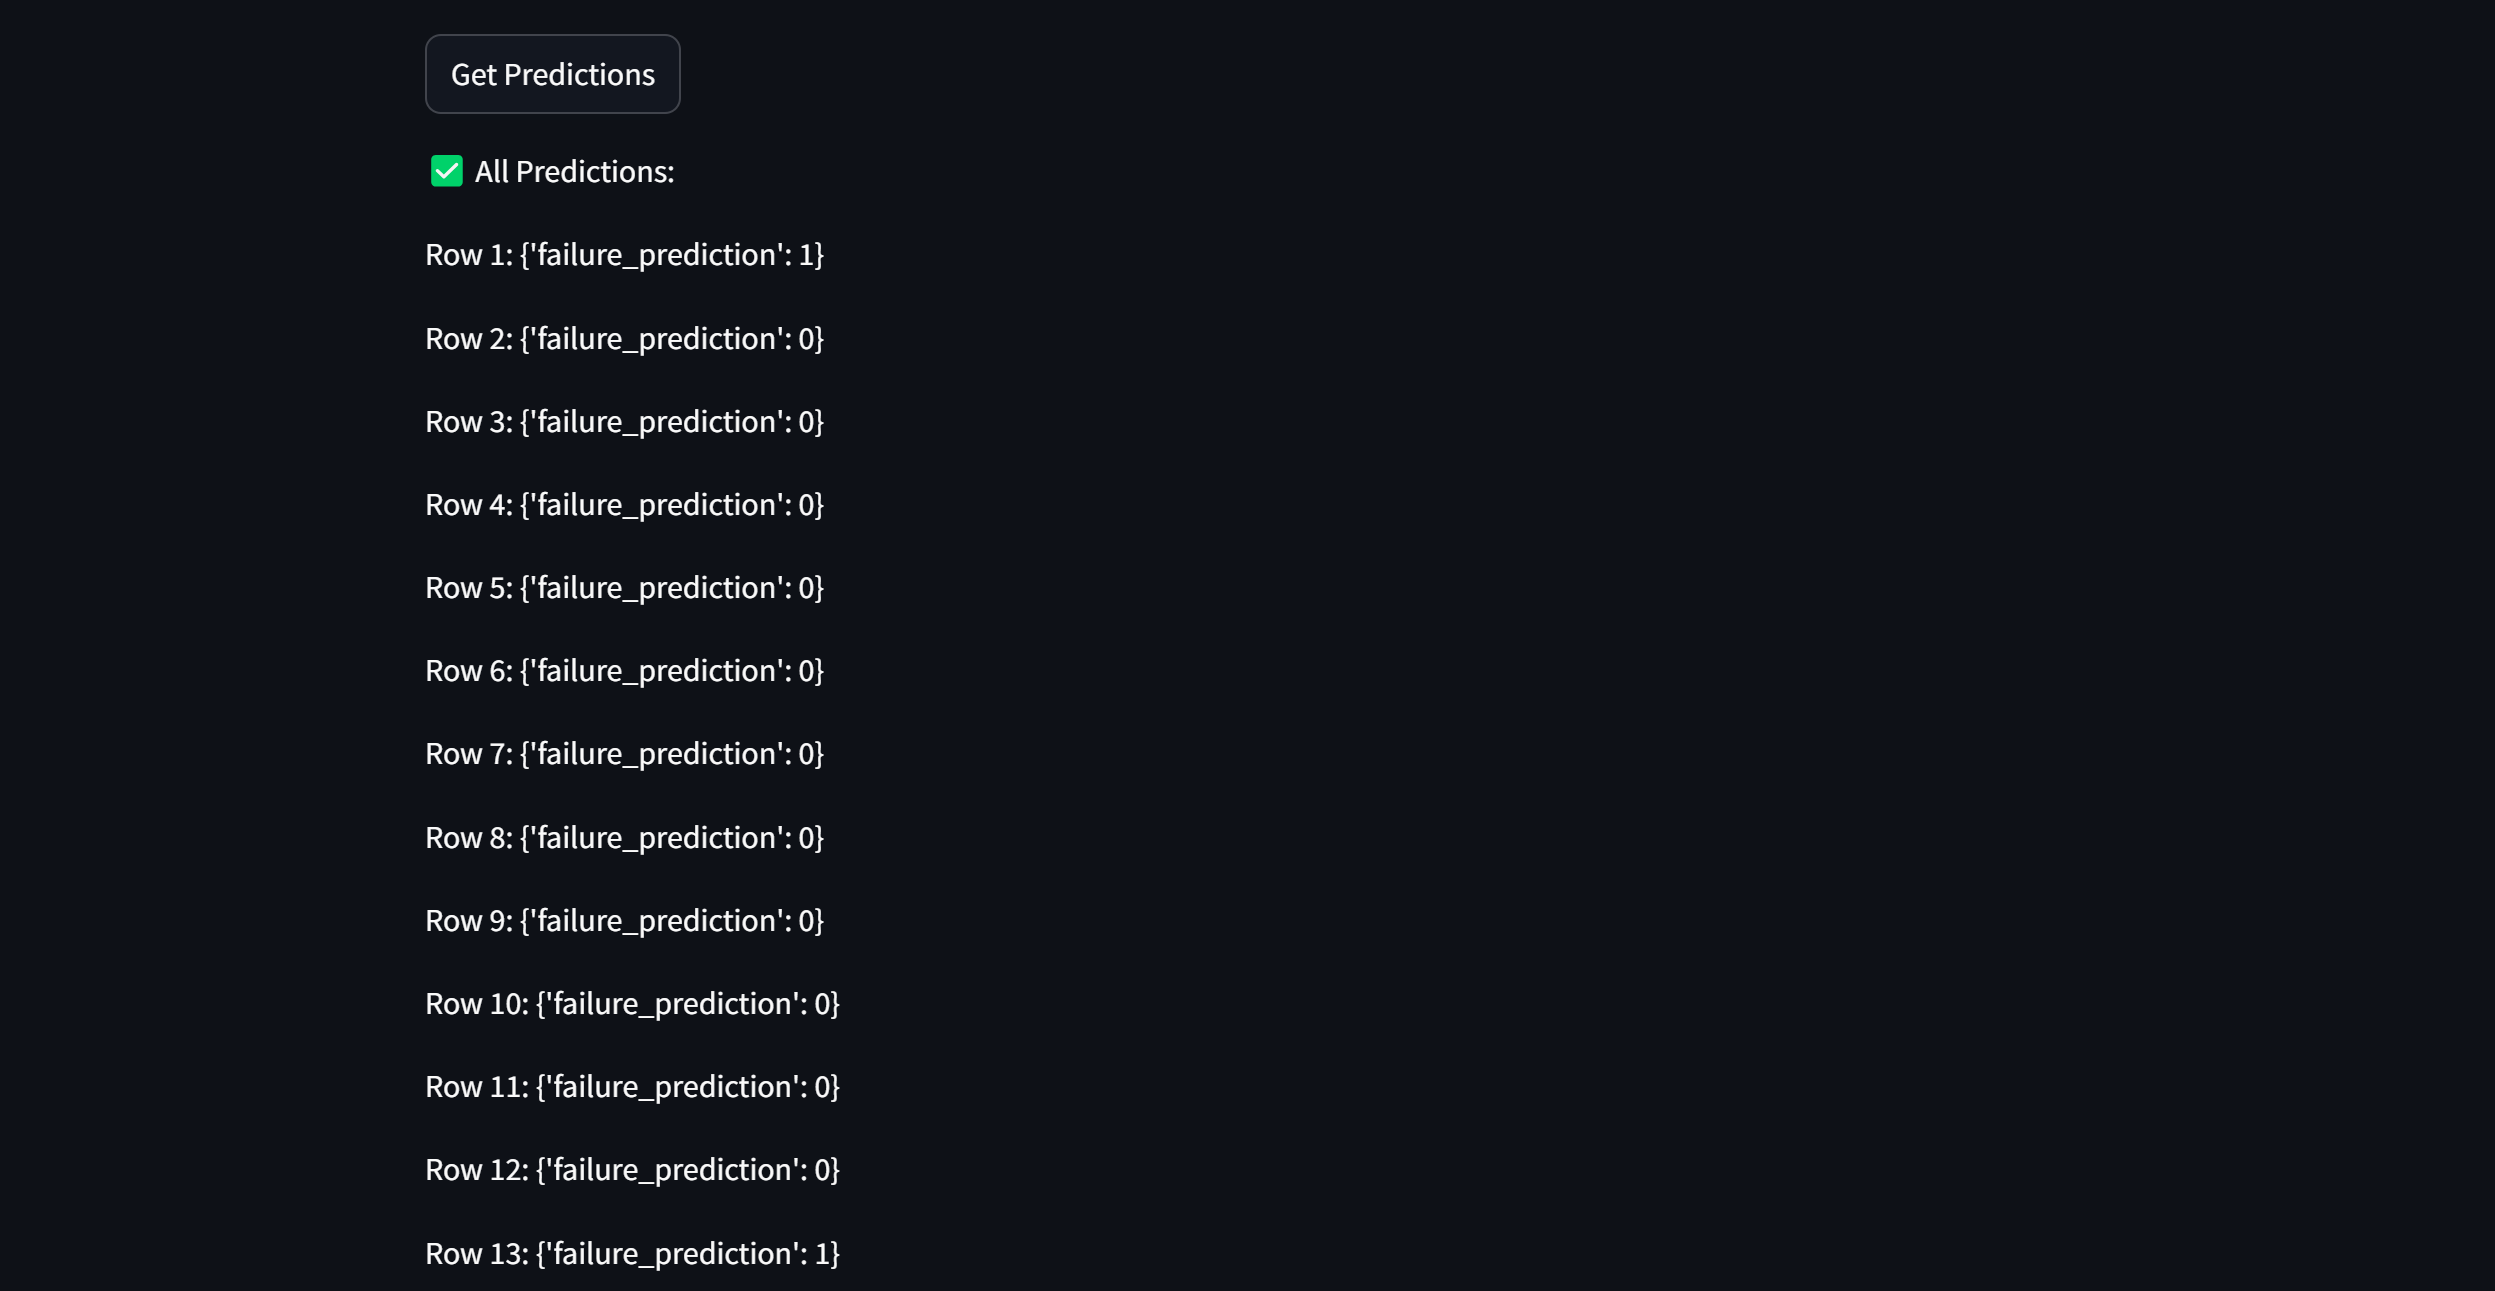 Get Predictions
✅ All Predictions:
Row 1: {'failure_prediction': 1}
Row 2: {'failure_prediction': 0}
Row 3: {'failure_prediction': 0}
Row 4: {'failure_prediction': 0}
Row 5: {'failure_prediction': 0}
Row 6: {'failure_prediction': 0}
Row 7: {'failure_prediction': 0}
Row 8: {'failure_prediction': 0}
Row 9: {'failure_prediction': 0}
Row 10: {'failure_prediction': 0}
Row 11: {'failure_prediction': 0}
Row 12: {'failure_prediction': 0}
Row 13: {'failure_prediction': 1}